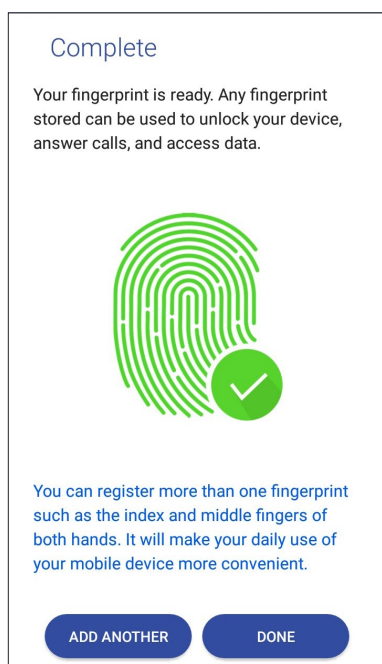 Complete
Your fingerprint is ready. Any fingerprint
stored can be used to unlock your device,
answer calls, and access data.
You can register more than one fingerprint
such as the index and middle fingers of
both hands. It will make your daily use of
your mobile device more convenient.
ADD ANOTHER DONE